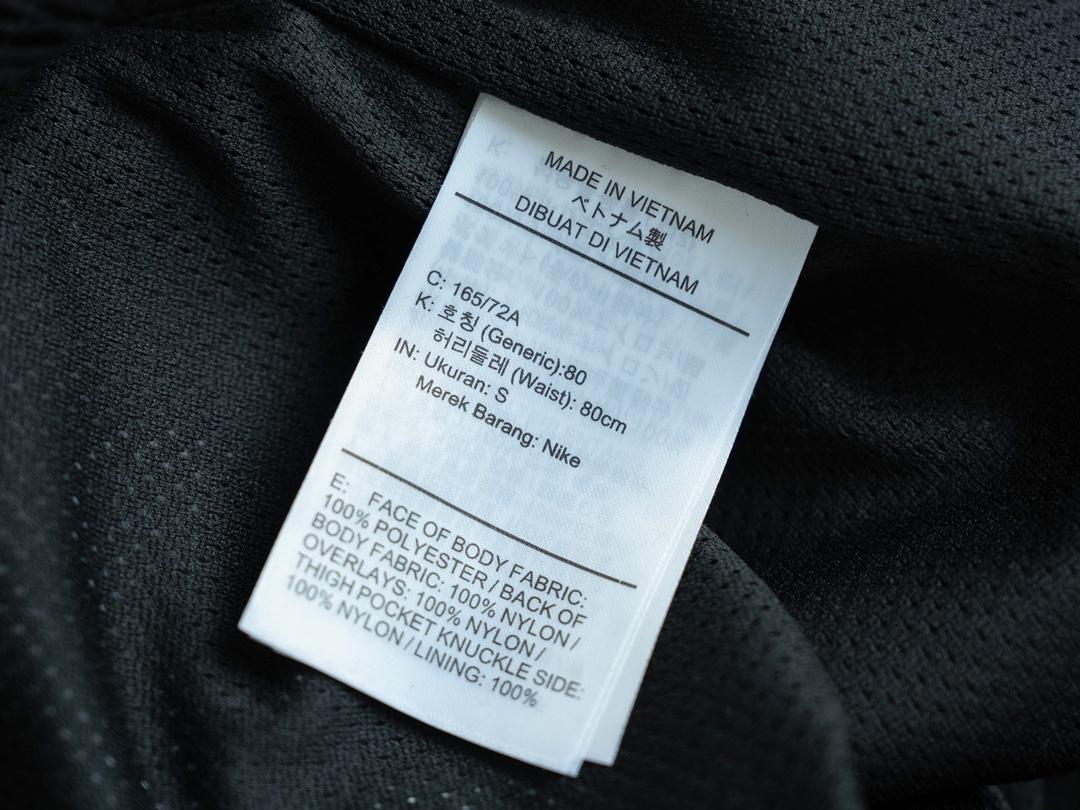 MADE IN VIETNAM
ベトナム製
DIBUAT DI VIETNAM
C: 165/72A
K: 호칭 (Generic):80
허리둘레 (Waist): 80cm
IN: Ukuran: S
Merek Barang: Nike
E: FACE OF BODY FABRIC:
100% POLYESTER / BACK OF
BODY FABRIC: 100% NYLON /
OVERLAYS: 100% NYLON /
THIGH POCKET KNUCKLE SIDE:
100% NYLON / LINING: 100%